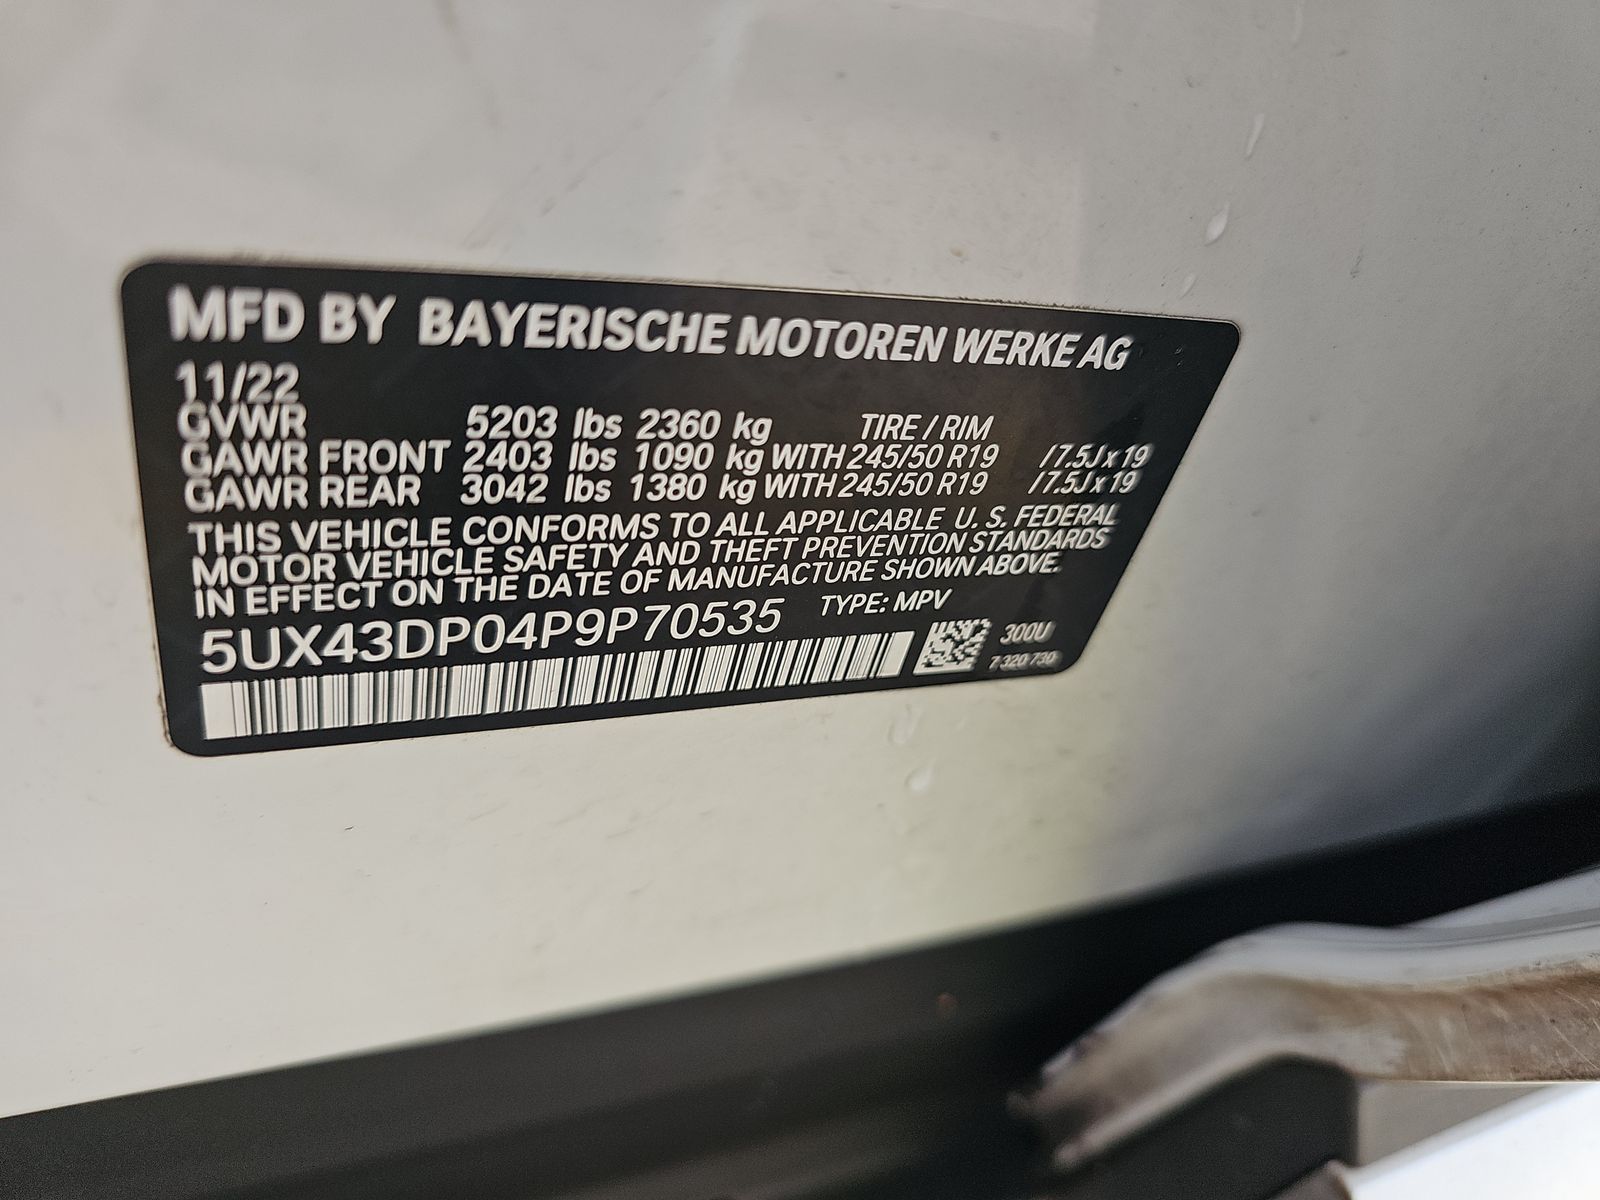 MFD BY BAYERISCHE MOTOREN WERKE AG
11/22
GVWR 5203 lbs 2360 kg TIRE / RIM
GAWR FRONT 2403 lbs 1090 kg WITH 245/50 R19 / 7.5J x 19
GAWR REAR 3042 lbs 1380 kg WITH 245/50 R19 / 7.5J x 19
THIS VEHICLE CONFORMS TO ALL APPLICABLE U. S. FEDERAL
MOTOR VEHICLE SAFETY AND THEFT PREVENTION STANDARDS
IN EFFECT ON THE DATE OF MANUFACTURE SHOWN ABOVE.
5UX43DP04P9P70535 TYPE: MPV
300U
7 320 730